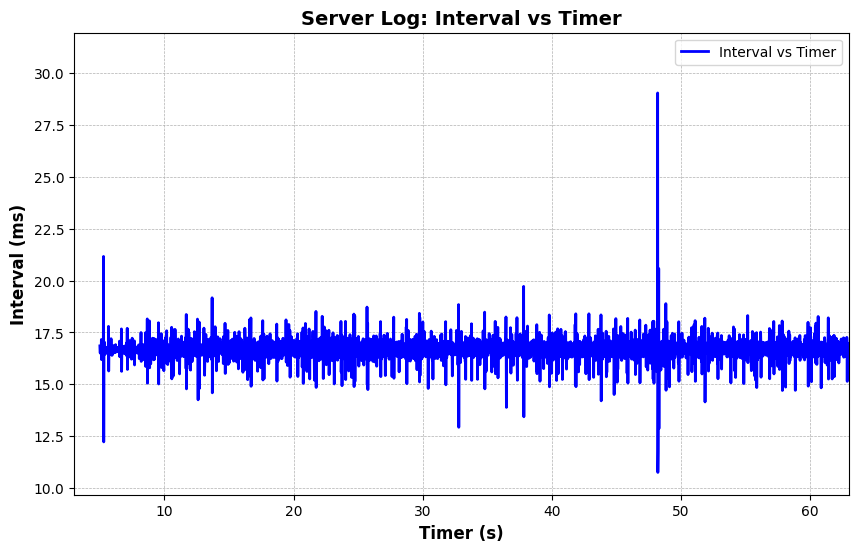 Server Log: Interval vs Timer
Interval vs Timer
30.0
27.5
25.0
22.5
20.0
17.5
15.0
12.5
10.0
Interval (ms)
10 20 30 40 50 60
Timer (s)